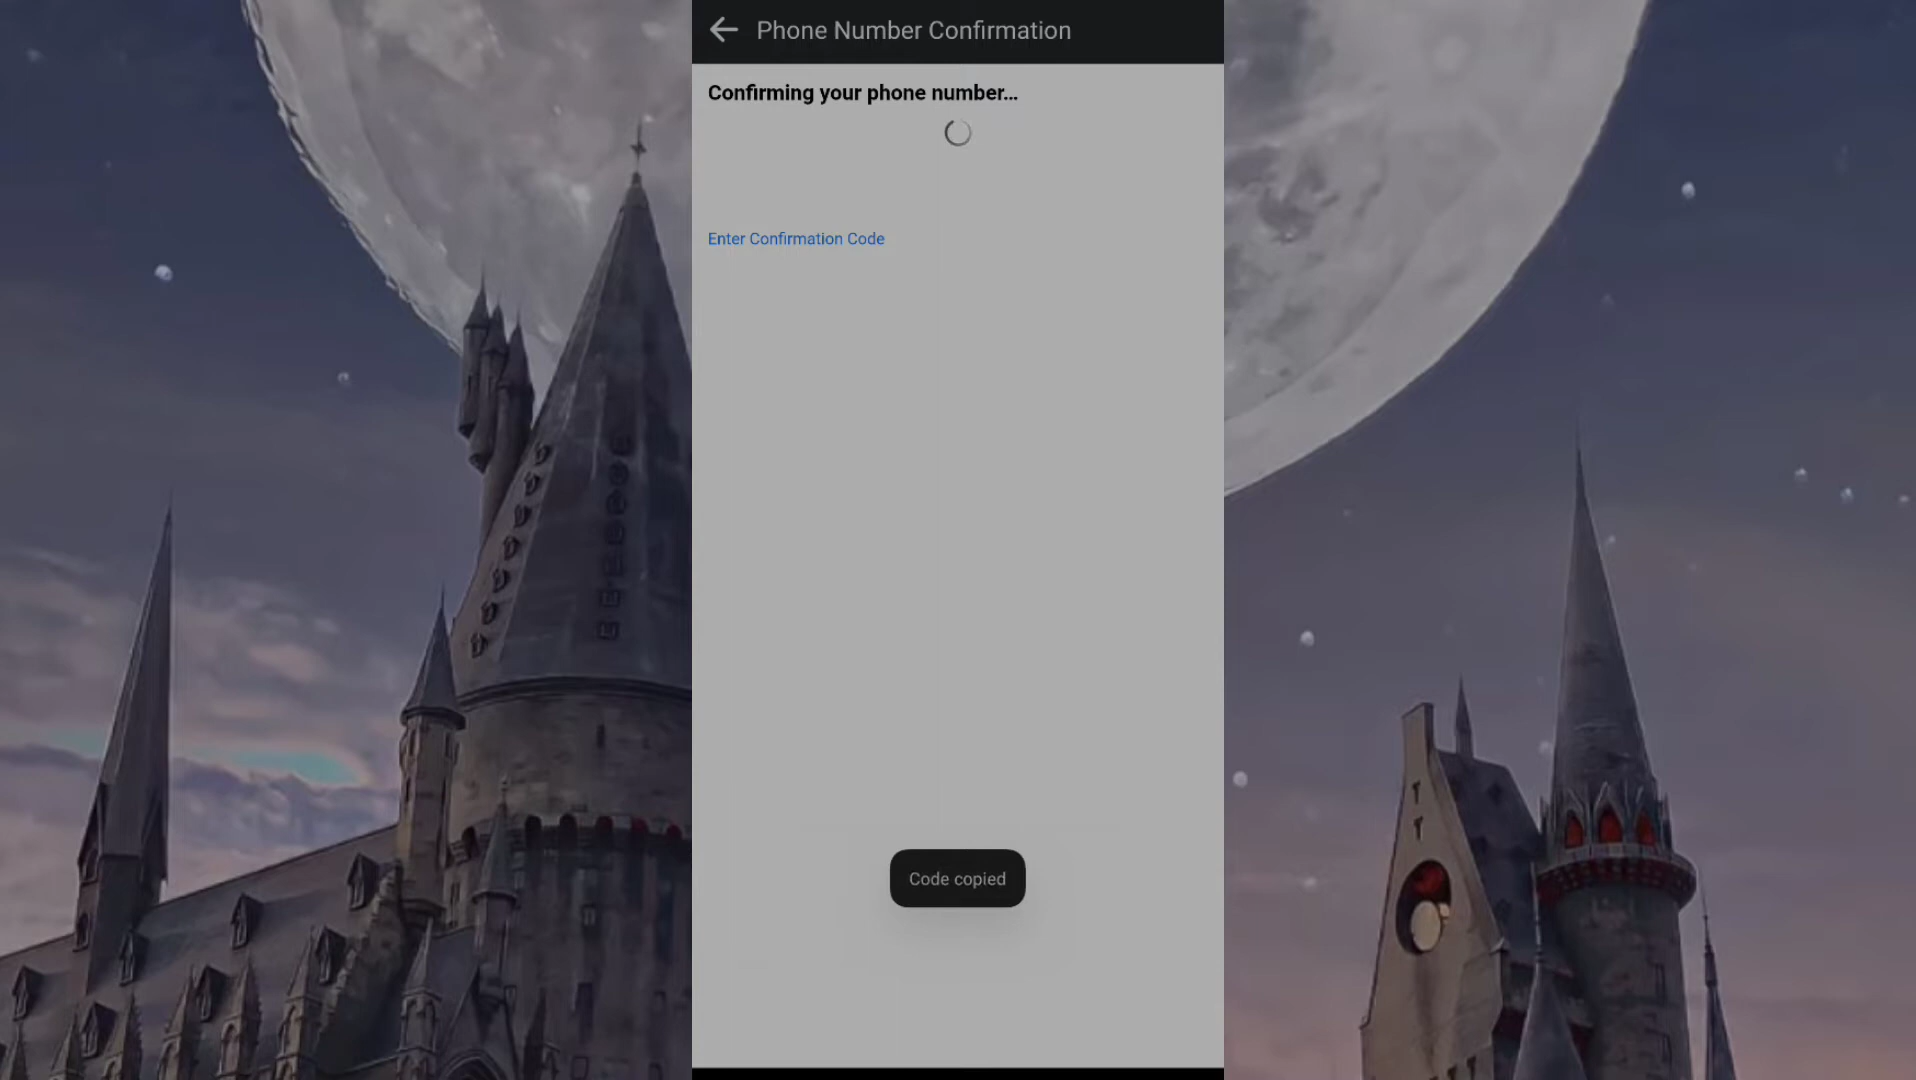 Phone Number Confirmation
Confirming your phone number...
Enter Confirmation Code
Code copied